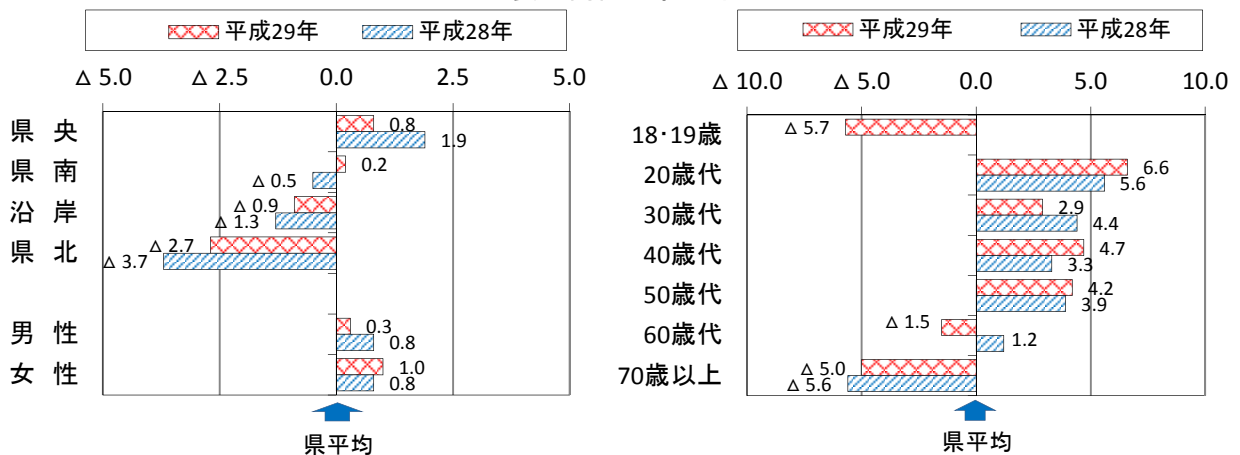 平成29年 平成28年
△ 5.0 △ 2.5 0.0 2.5 5.0
県 央 0.8
1.9
県 南 0.2
△ 0.5
沿 岸 △ 0.9
△ 1.3
県 北 △ 2.7
△ 3.7
男 性 0.3
0.8
女 性 1.0
0.8
県平均
平成29年 平成28年
△ 10.0 △ 5.0 0.0 5.0 10.0
18・19歳 △ 5.7
20歳代 6.6
5.6
30歳代 2.9
4.4
40歳代 4.7
3.3
50歳代 4.2
3.9
60歳代 △ 1.5
1.2
70歳以上 △ 5.0
△ 5.6
県平均